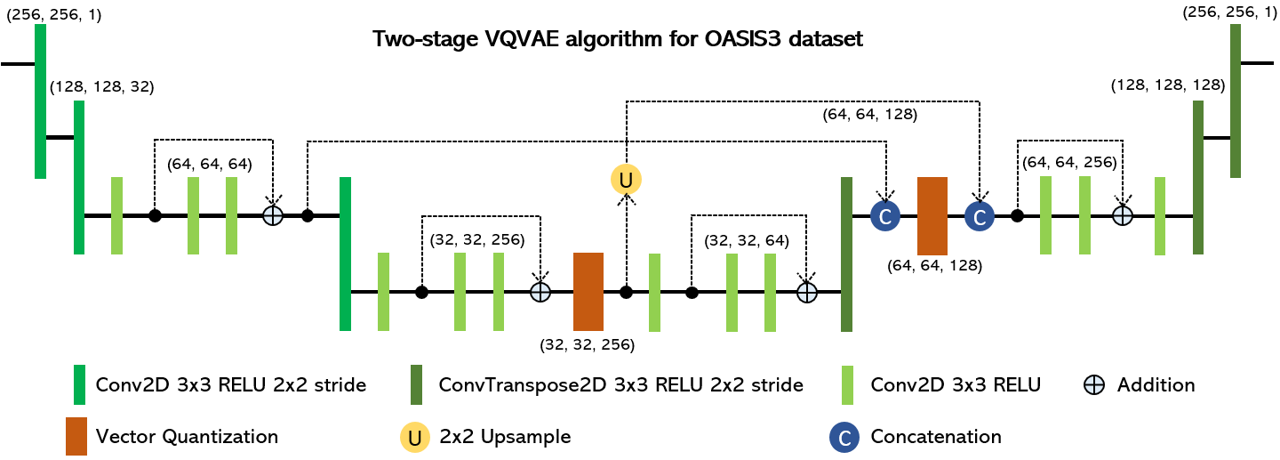 (256, 256, 1)
(256, 256, 1)
Two-stage VQVAE algorithm for OASIS3 dataset
(128, 128, 32)
(128, 128, 128)
(64, 64, 128)
(64, 64, 64)
(64, 64, 256)
U
C
C
(32, 32, 256)
(32, 32, 64)
(64, 64, 128)
(32, 32, 256)
Conv2D 3x3 RELU 2x2 stride
ConvTranspose2D 3x3 RELU 2x2 stride
Conv2D 3x3 RELU
Addition
Vector Quantization
U 2x2 Upsample
C Concatenation